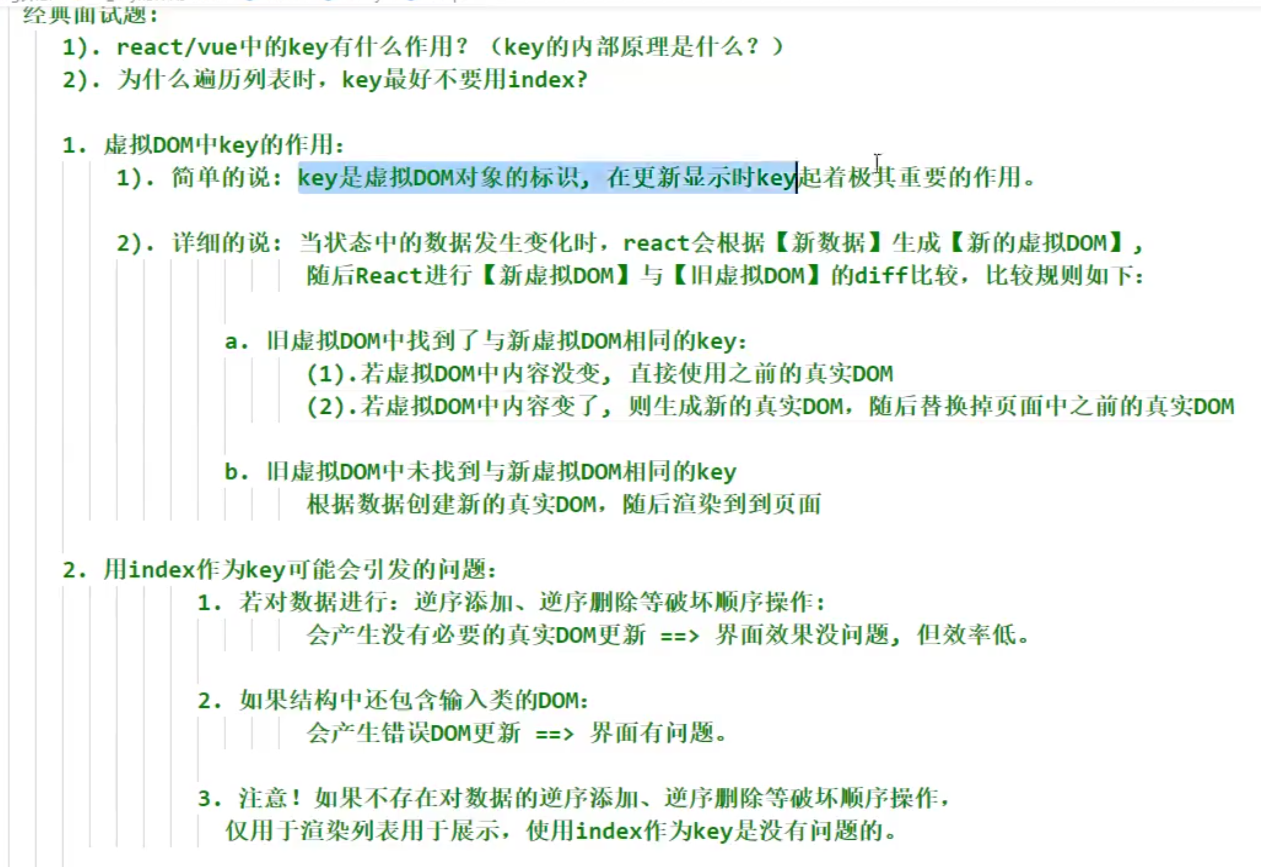 经典面试题:
1). react/vue中的key有什么作用？（key的内部原理是什么？）
2). 为什么遍历列表时，key最好不要用index?
1. 虚拟DOM中key的作用：
1). 简单的说: key是虚拟DOM对象的标识, 在更新显示时key起着极其重要的作用。
2). 详细的说: 当状态中的数据发生变化时，react会根据【新数据】生成【新的虚拟DOM】,
随后React进行【新虚拟DOM】与【旧虚拟DOM】的diff比较，比较规则如下：
a. 旧虚拟DOM中找到了与新虚拟DOM相同的key：
(1).若虚拟DOM中内容没变, 直接使用之前的真实DOM
(2).若虚拟DOM中内容变了, 则生成新的真实DOM，随后替换掉页面中之前的真实DOM
b. 旧虚拟DOM中未找到与新虚拟DOM相同的key
根据数据创建新的真实DOM，随后渲染到到页面
2. 用index作为key可能会引发的问题：
1. 若对数据进行：逆序添加、逆序删除等破坏顺序操作:
会产生没有必要的真实DOM更新 ==> 界面效果没问题, 但效率低。
2. 如果结构中还包含输入类的DOM：
会产生错误DOM更新 ==> 界面有问题。
3. 注意！如果不存在对数据的逆序添加、逆序删除等破坏顺序操作，
仅用于渲染列表用于展示，使用index作为key是没有问题的。